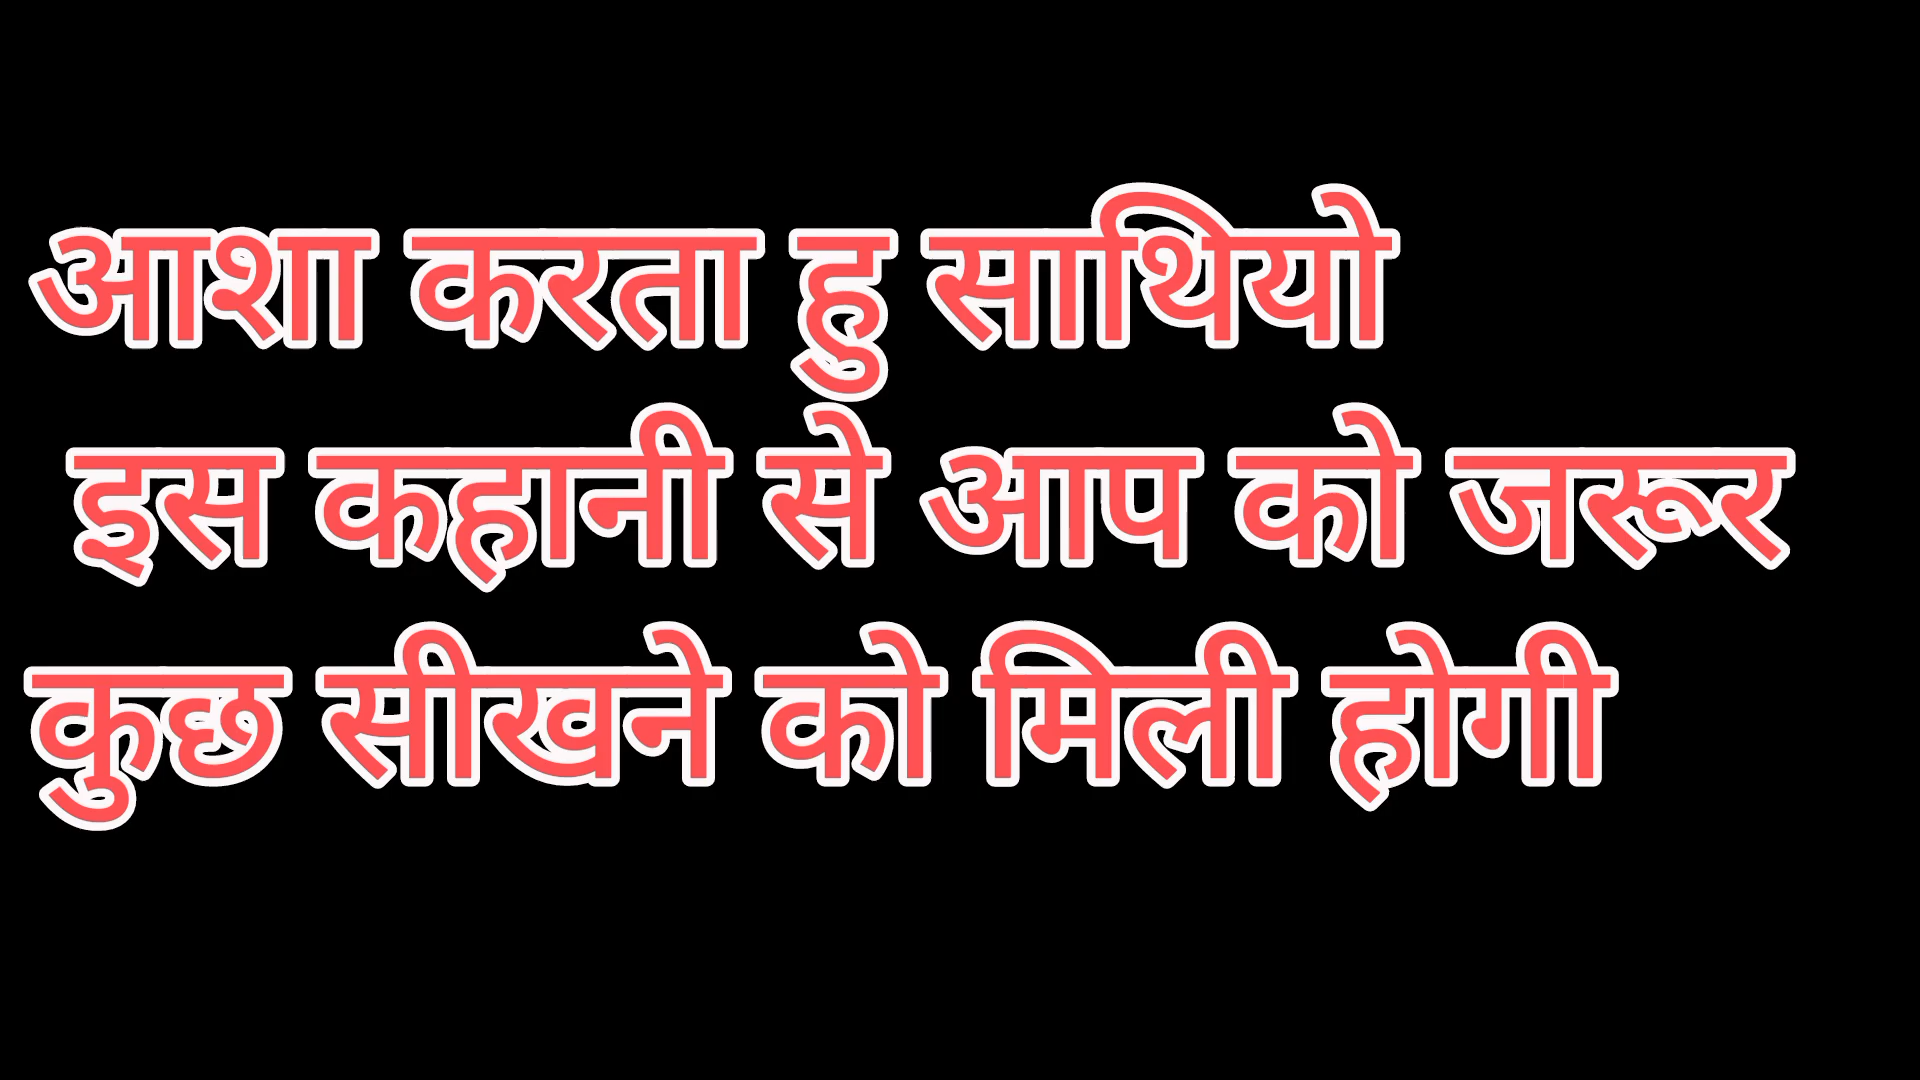 आशा करता हु साथियो
इस कहानी से आप को जरूर
कुछ सीखने को मिली होगी